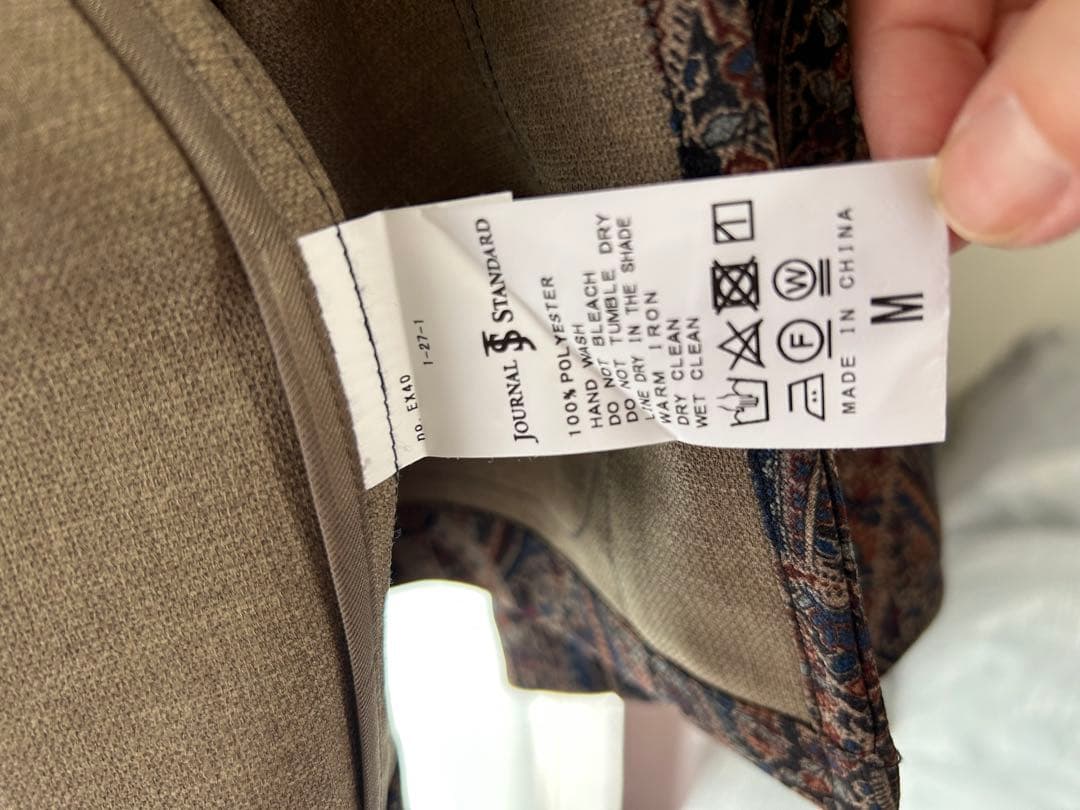 no. EX40
1-27-1
JOURNAL JS STANDARD
100% POLYESTER
HAND WASH
DO NOT BLEACH
DO NOT TUMBLE DRY
LINE DRY IN THE SHADE
WARM IRON
DRY CLEAN
WET CLEAN
F W
MADE IN CHINA
M